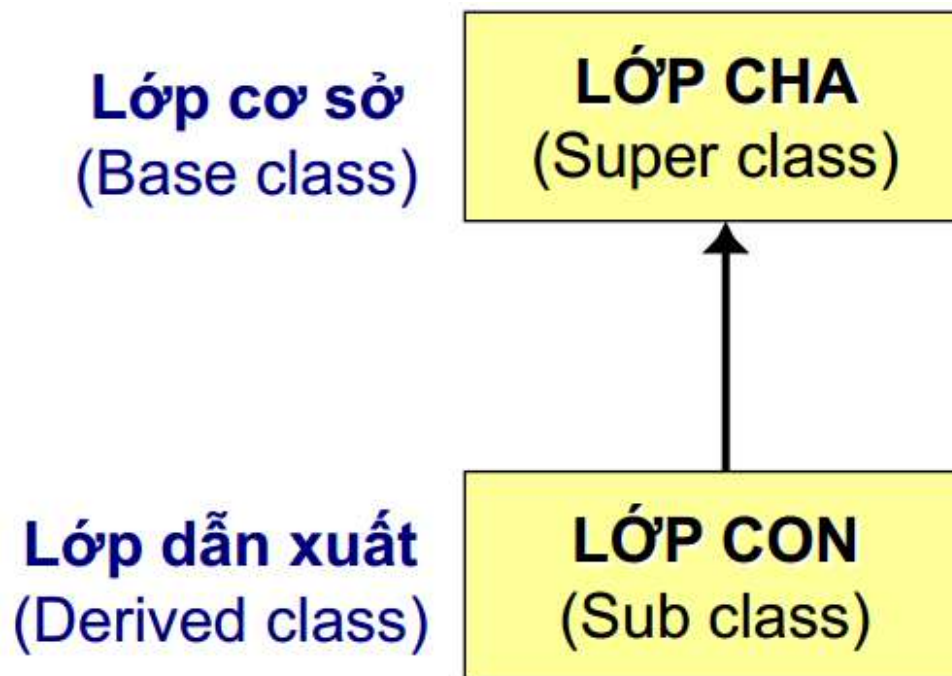 Lớp cơ sở
(Base class)
LỚP CHA
(Super class)
Lớp dẫn xuất
(Derived class)
LỚP CON
(Sub class)